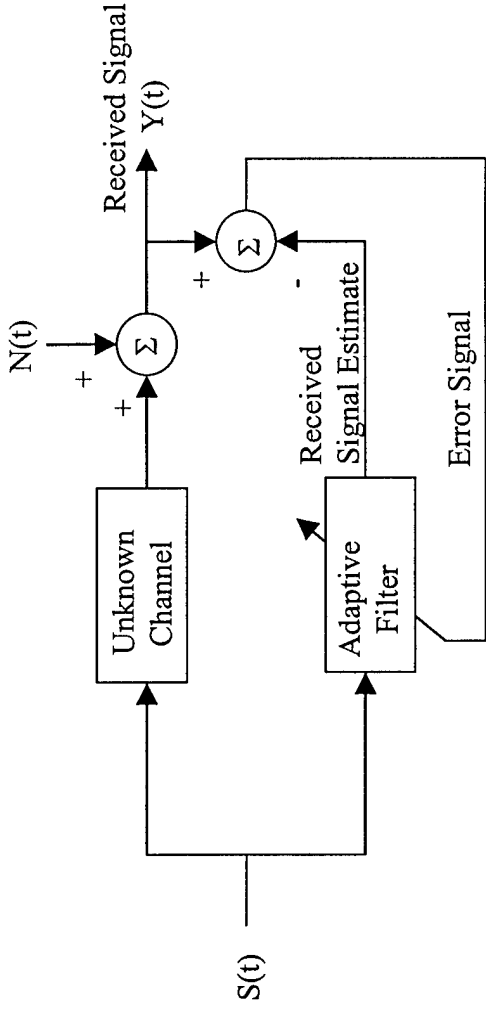 S(t)
Unknown
Channel
N(t)
+
+
Σ
Received Signal
Y(t)
+
Σ
-
Adaptive
Filter
Received
Signal Estimate
Error Signal